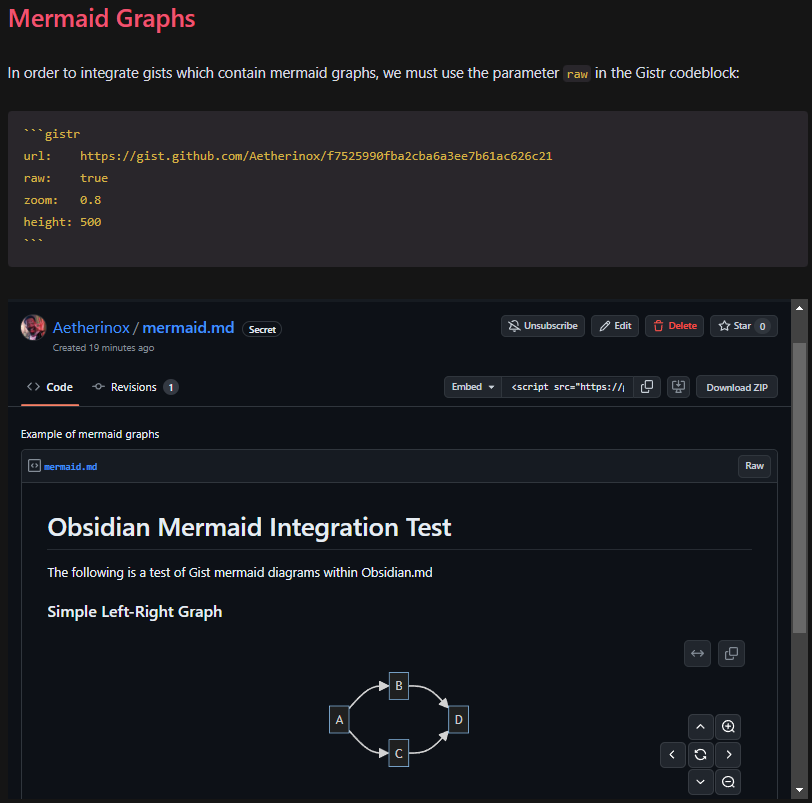 Mermaid Graphs
In order to integrate gists which contain mermaid graphs, we must use the parameter raw in the Gistr codeblock:
```gistr
url:    https://gist.github.com/Aetherinox/f7525990fba2cba6a3ee7b61ac626c21
raw:    true
zoom:   0.8
height: 500
```
Aetherinox / mermaid.md Secret Unsubscribe Edit Delete Star 0
Created 19 minutes ago
Code Revisions 1 Embed <script src="https:// Download ZIP
Example of mermaid graphs
mermaid.md Raw
Obsidian Mermaid Integration Test
The following is a test of Gist mermaid diagrams within Obsidian.md
Simple Left-Right Graph
B
A D
C